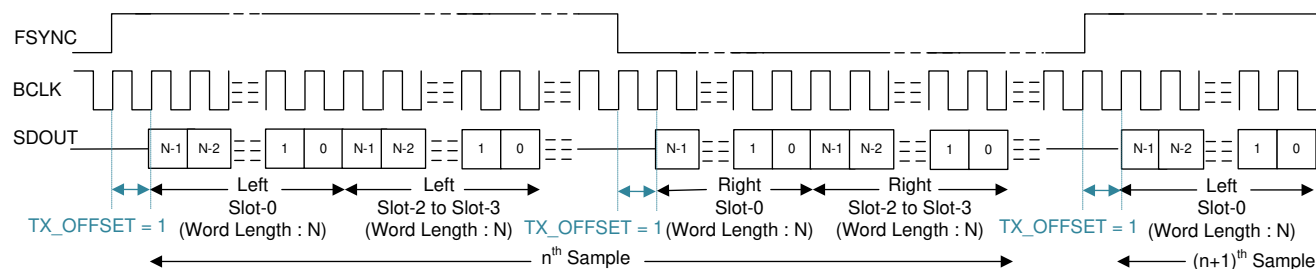 FSYNC
BCLK
SDOUT
N-1 N-2 1 0 N-1 N-2 1 0 N-1 1 0 N-1 N-2 1 0 N-1 N-2 1 0
Left Left Right Right Left
Slot-0 Slot-2 to Slot-3 Slot-0 Slot-2 to Slot-3 Slot-0
TX_OFFSET = 1 (Word Length : N) (Word Length : N) TX_OFFSET = 1 (Word Length : N) (Word Length : N) TX_OFFSET = 1 (Word Length : N)
nth Sample (n+1)th Sample